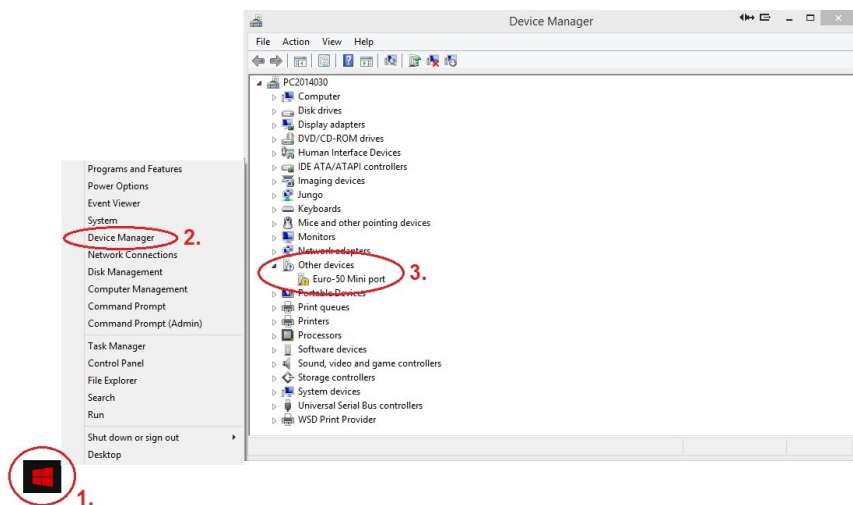 Device Manager
File Action View Help
PC2014030
Computer
Disk drives
Display adapters
DVD/CD-ROM drives
Human Interface Devices
IDE ATA/ATAPI controllers
Imaging devices
Jungo
Keyboards
Mice and other pointing devices
Monitors
Network adapters
Other devices
Euro-50 Mini port
3.
Portable Devices
Print queues
Printers
Processors
Software devices
Sound, video and game controllers
Storage controllers
System devices
Universal Serial Bus controllers
WSD Print Provider
Programs and Features
Power Options
Event Viewer
System
Device Manager
2.
Network Connections
Disk Management
Computer Management
Command Prompt
Command Prompt (Admin)
Task Manager
Control Panel
File Explorer
Search
Run
Shut down or sign out
Desktop
1.